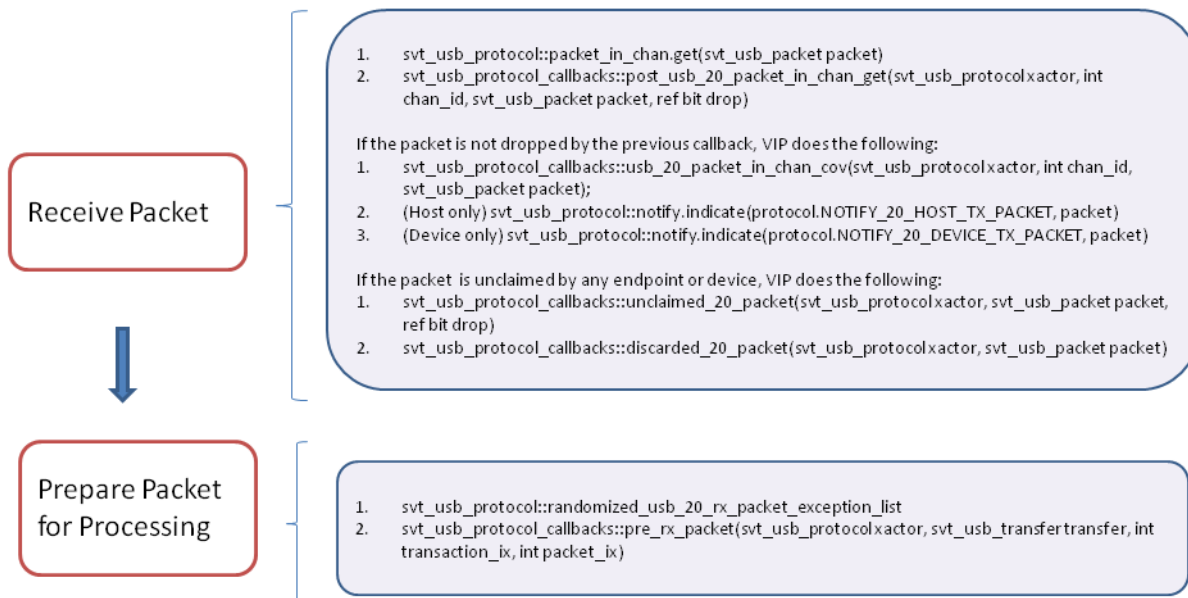 Receive Packet
1. svt_usb_protocol::packet_in_chan.get(svt_usb_packet packet)
2. svt_usb_protocol_callbacks::post_usb_20_packet_in_chan_get(svt_usb_protocol xactor, int
chan_id, svt_usb_packet packet, ref bit drop)
If the packet is not dropped by the previous callback, VIP does the following:
1. svt_usb_protocol_callbacks::usb_20_packet_in_chan_cov(svt_usb_protocol xactor, int chan_id,
svt_usb_packet packet);
2. (Host only) svt_usb_protocol::notify.indicate(protocol.NOTIFY_20_HOST_TX_PACKET, packet)
3. (Device only) svt_usb_protocol::notify.indicate(protocol.NOTIFY_20_DEVICE_TX_PACKET, packet)
If the packet is unclaimed by any endpoint or device, VIP does the following:
1. svt_usb_protocol_callbacks::unclaimed_20_packet(svt_usb_protocol xactor, svt_usb_packet packet,
ref bit drop)
2. svt_usb_protocol_callbacks::discarded_20_packet(svt_usb_protocol xactor, svt_usb_packet packet)
Prepare Packet
for Processing
1. svt_usb_protocol::randomized_usb_20_rx_packet_exception_list
2. svt_usb_protocol_callbacks::pre_rx_packet(svt_usb_protocol xactor, svt_usb_transfer transfer, int
transaction_ix, int packet_ix)